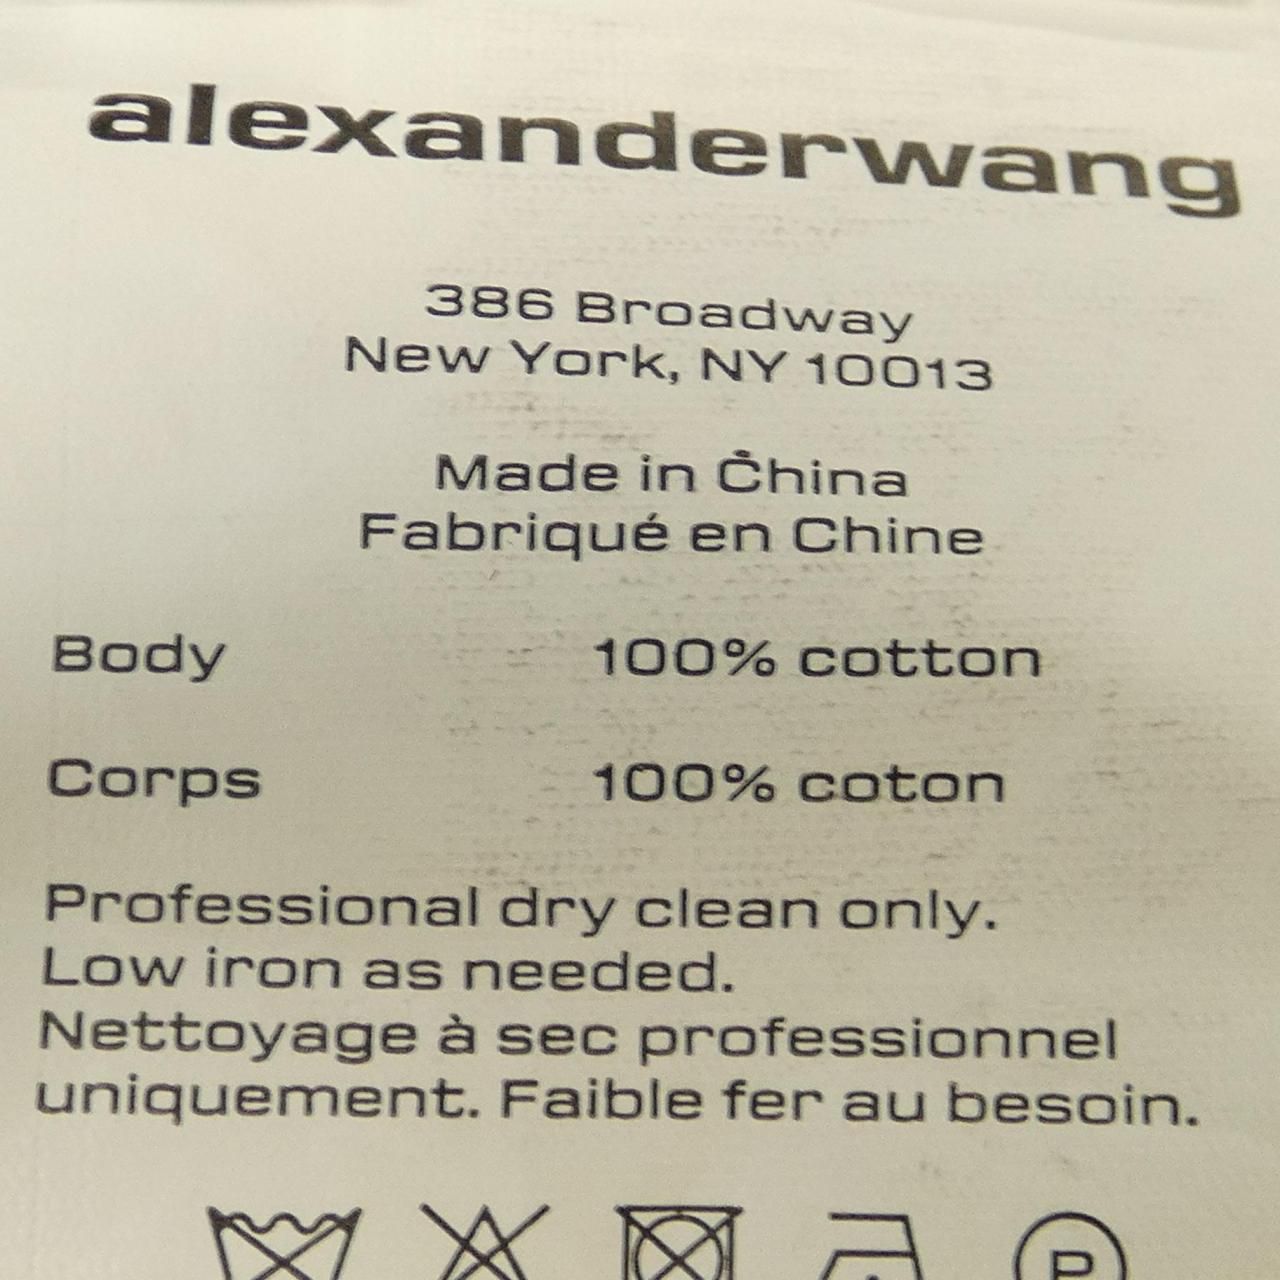 alexanderwang
386 Broadway
New York, NY 10013
Made in China
Fabriqué en Chine
Body 100% cotton
Corps 100% coton
Professional dry clean only.
Low iron as needed.
Nettoyage à sec professionnel
uniquement. Faible fer au besoin.
P